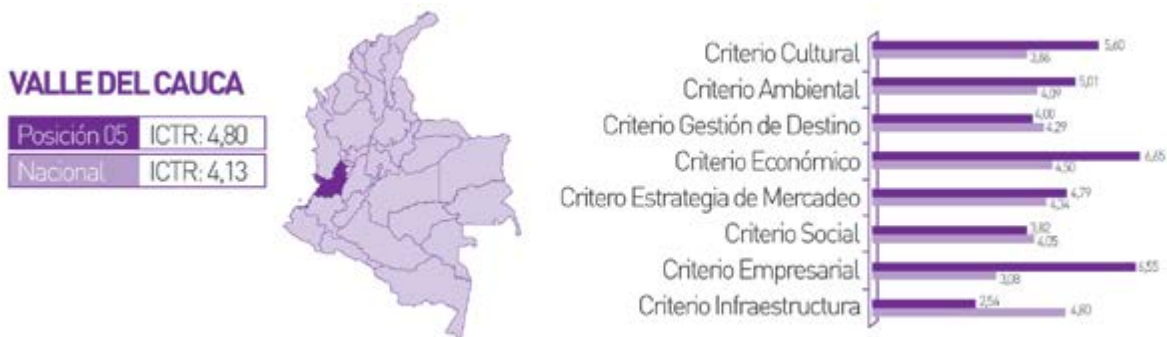 VALLE DEL CAUCA
Posición 05 ICTR: 4,80
Nacional ICTR: 4,13
Criterio Cultural 5,60
3,86
Criterio Ambiental 5,01
4,09
Criterio Gestión de Destino 4,00
4,29
Criterio Económico 6,65
4,50
Critero Estrategia de Mercadeo 4,79
4,34
Criterio Social 3,82
4,05
Criterio Empresarial 6,55
3,08
Criterio Infraestructura 2,54
4,80